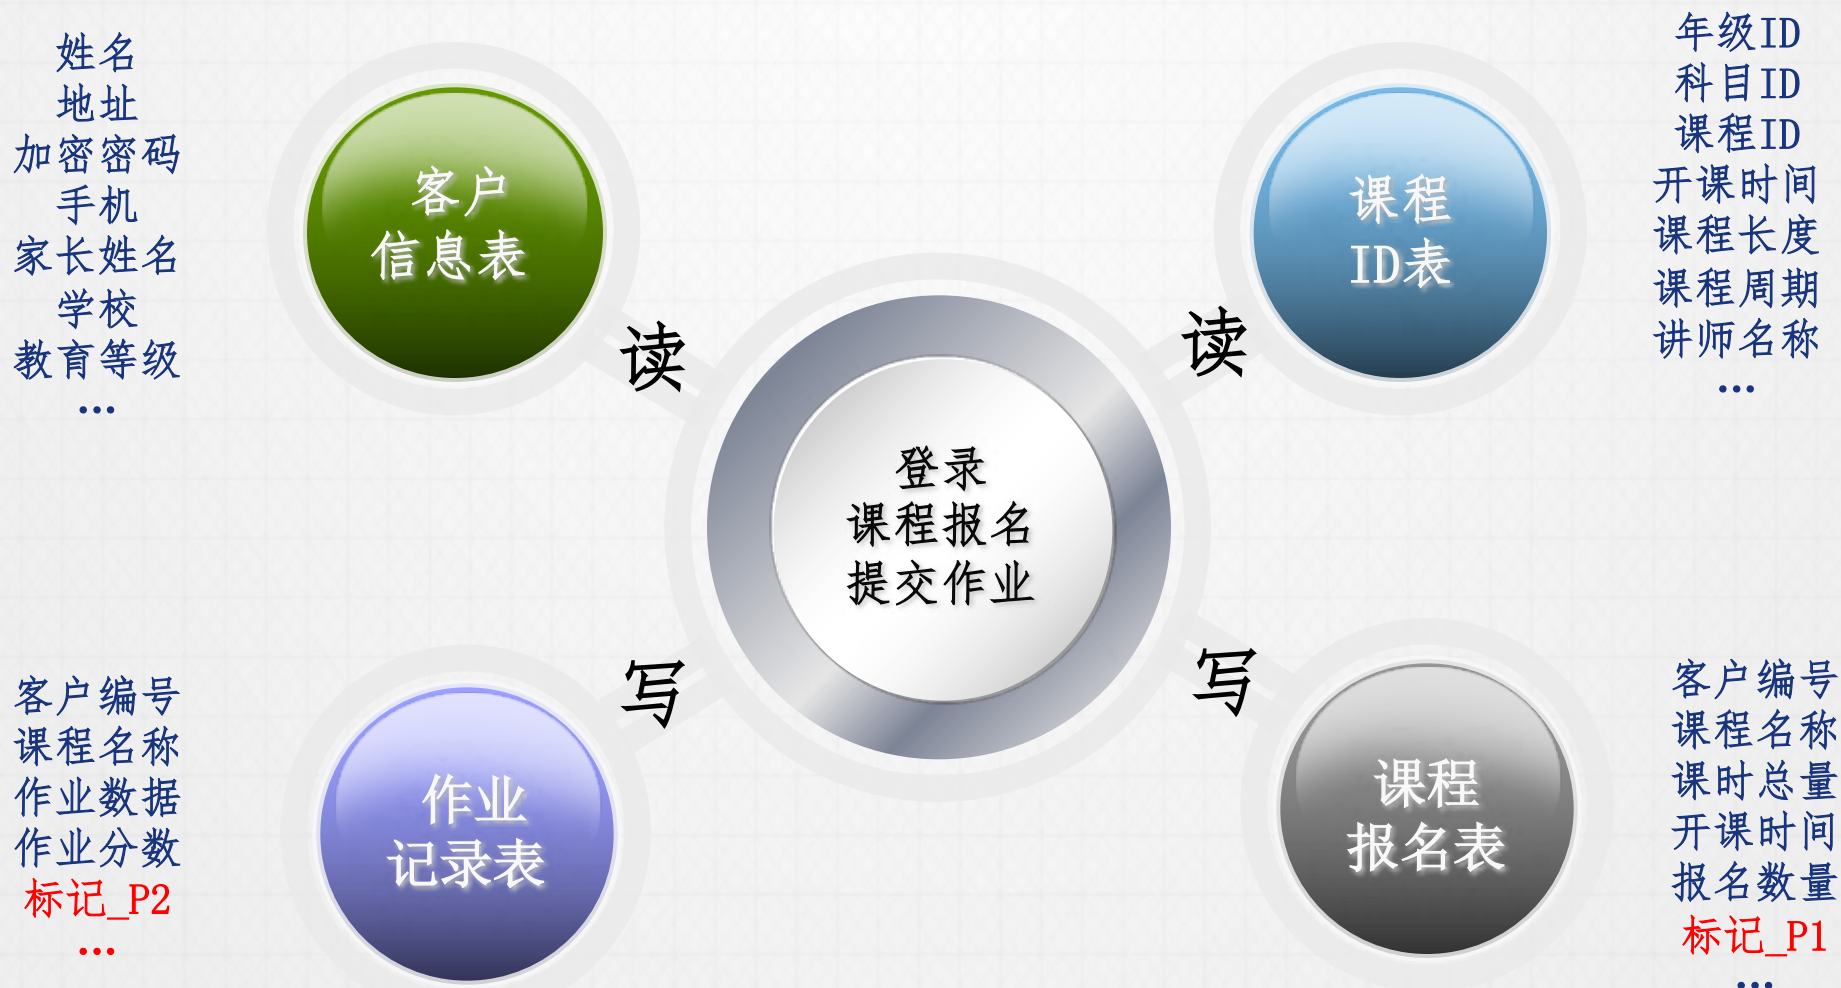 姓名
地址
加密密码
手机
家长姓名
学校
教育等级
...
客户
信息表
读
课程
ID表
读
年级ID
科目ID
课程ID
开课时间
课程长度
课程周期
讲师名称
...
登录
课程报名
提交作业
客户编号
课程名称
作业数据
作业分数
标记_P2
...
作业
记录表
写
写
课程
报名表
客户编号
课程名称
课时总量
开课时间
报名数量
标记_P1
...